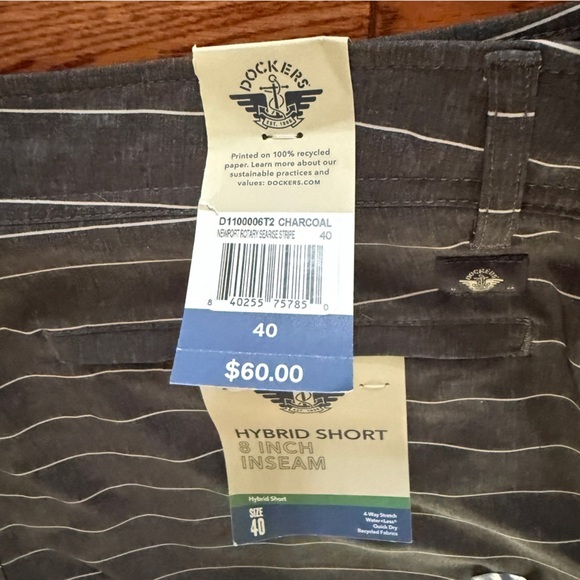 DOCKERS
EST. 1986
Printed on 100% recycled
paper. Learn more about our
sustainable practices and
values: DOCKERS.COM
D1100006T2 CHARCOAL
NEWPORT ROTARY SEARISE STRIPE 40
8 40255 75785 0
40
$60.00
DOCKERS
HYBRID SHORT
8 INCH
INSEAM
Hybrid Short
SIZE
40
4-Way Stretch
Water<Less®
Quick Dry
Recycled Fabrics